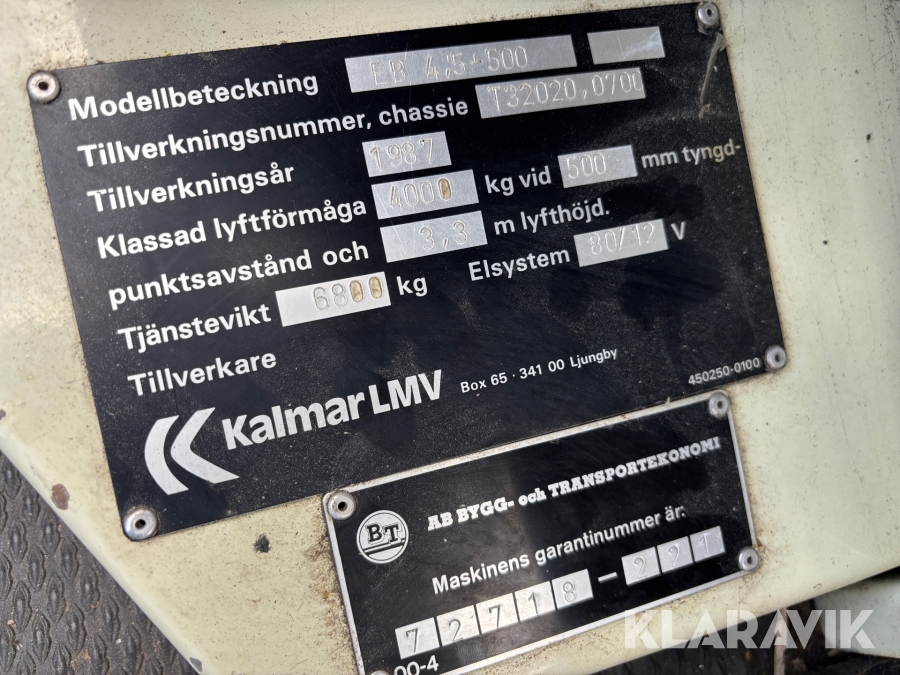 Modellbeteckning EB 4,5-500
Tillverkningsnummer, chassie T32020,0700
Tillverkningsår 1987
Klassad lyftförmåga 4000 kg vid 500 mm tyngd-
punktsavstånd och 3,3 m lyfthöjd.
Tjänstevikt 6800 kg Elsystem 80/12 V
Tillverkare
Kalmar LMV Box 65 · 341 00 Ljungby
450250-0100
BT
AB BYGG- och TRANSPORTEKONOMI
Maskinens garantinummer är:
72718-221
00-4
KLARAVIK